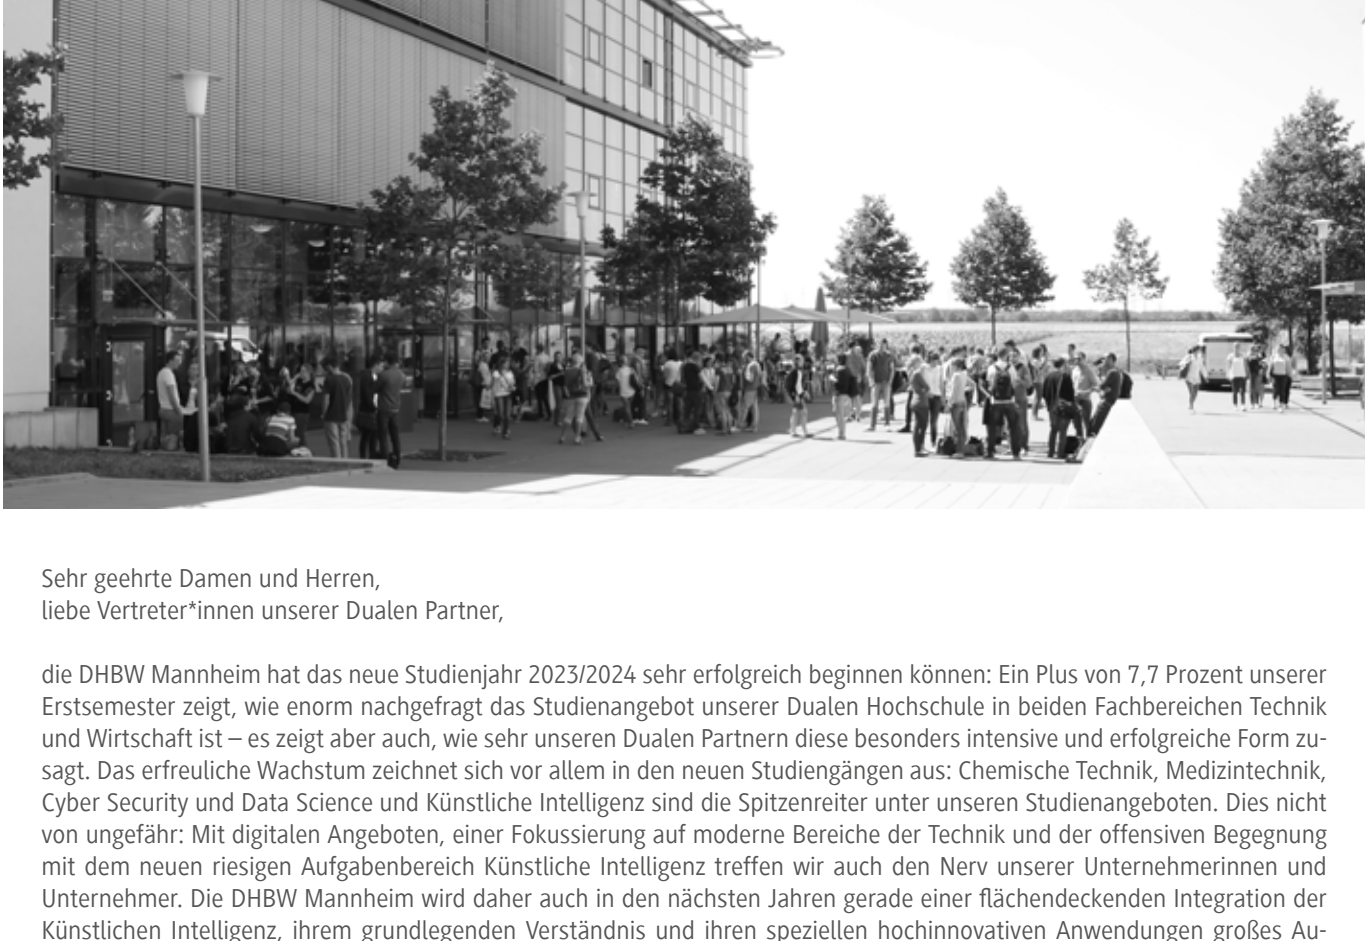 Sehr geehrte Damen und Herren,
liebe Vertreter*innen unserer Dualen Partner,
die DHBW Mannheim hat das neue Studienjahr 2023/2024 sehr erfolgreich beginnen können: Ein Plus von 7,7 Prozent unserer
Erstsemester zeigt, wie enorm nachgefragt das Studienangebot unserer Dualen Hochschule in beiden Fachbereichen Technik
und Wirtschaft ist – es zeigt aber auch, wie sehr unseren Dualen Partnern diese besonders intensive und erfolgreiche Form zu-
sagt. Das erfreuliche Wachstum zeichnet sich vor allem in den neuen Studiengängen aus: Chemische Technik, Medizintechnik,
Cyber Security und Data Science und Künstliche Intelligenz sind die Spitzenreiter unter unseren Studienangeboten. Dies nicht
von ungefähr: Mit digitalen Angeboten, einer Fokussierung auf moderne Bereiche der Technik und der offensiven Begegnung
mit dem neuen riesigen Aufgabenbereich Künstliche Intelligenz treffen wir auch den Nerv unserer Unternehmerinnen und
Unternehmer. Die DHBW Mannheim wird daher auch in den nächsten Jahren gerade einer flächendeckenden Integration der
Künstlichen Intelligenz, ihrem grundlegenden Verständnis und ihren speziellen hochinnovativen Anwendungen großes Au-